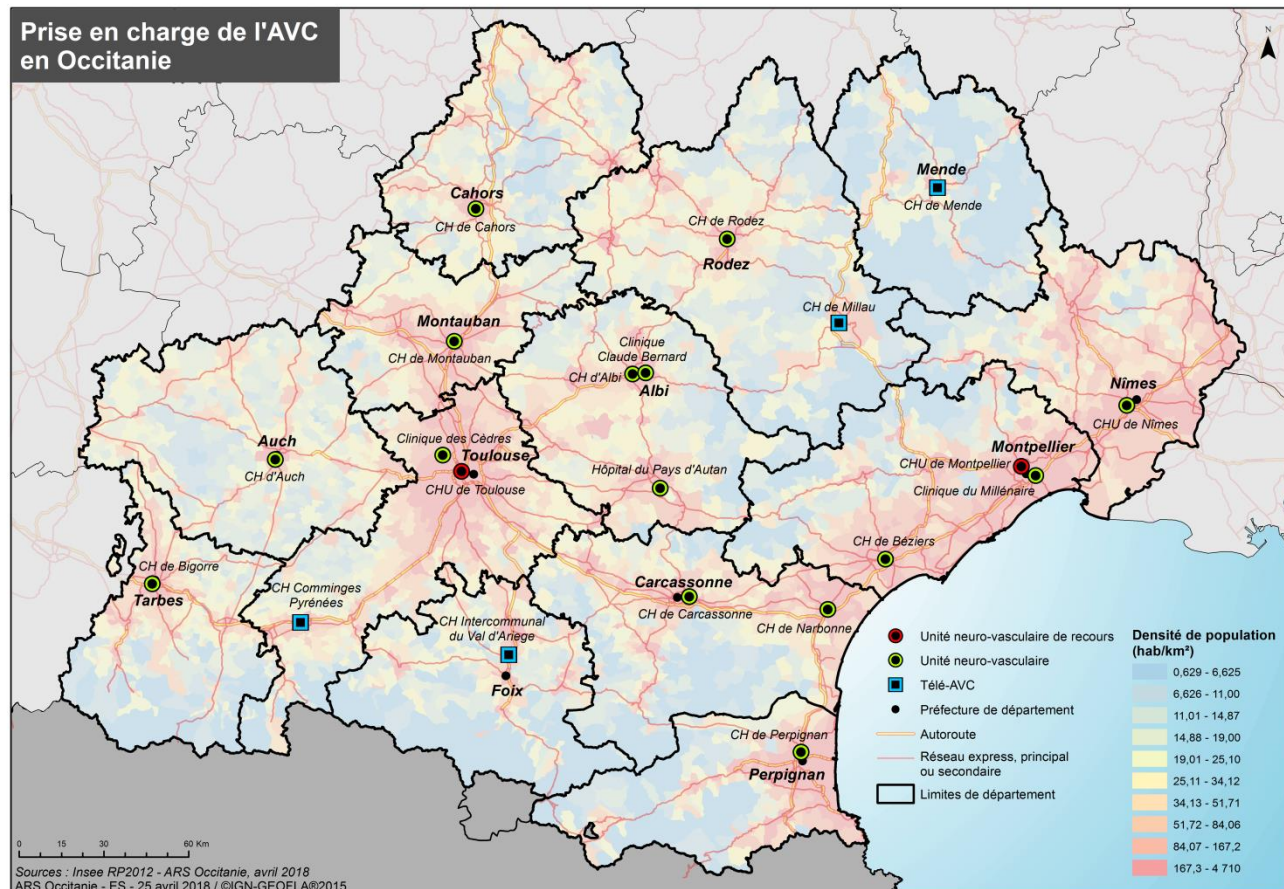 Prise en charge de l'AVC
en Occitanie
N
Mende
CH de Mende
Cahors
CH de Cahors
CH de Rodez
Rodez
CH de Millau
Montauban
CH de Montauban
Clinique
Claude Bernard
CH d'Albi
Albi
Nîmes
CHU de Nîmes
Auch
CH d'Auch
Clinique des Cèdres
Toulouse
CHU de Toulouse
Hôpital du Pays d'Autan
Montpellier
CHU de Montpellier
Clinique du Millénaire
CH de Béziers
CH de Bigorre
Tarbes
CH Comminges
Pyrénées
CH Intercommunal
du Val d'Ariege
Foix
Carcassonne
CH de Carcassonne
CH de Narbonne
CH de Perpignan
Perpignan
Unité neuro-vasculaire de recours
Unité neuro-vasculaire
Télé-AVC
Préfecture de département
Autoroute
Réseau express, principal
ou secondaire
Limites de département
Densité de population
(hab/km²)
0,629 - 6,625
6,626 - 11,00
11,01 - 14,87
14,88 - 19,00
19,01 - 25,10
25,11 - 34,12
34,13 - 51,71
51,72 - 84,06
84,07 - 167,2
167,3 - 4 710
0 15 30 60 Km
Sources : Insee RP2012 - ARS Occitanie, avril 2018
ARS Occitanie - ES - 25 avril 2018 / ©IGN-GEOFLA®2015